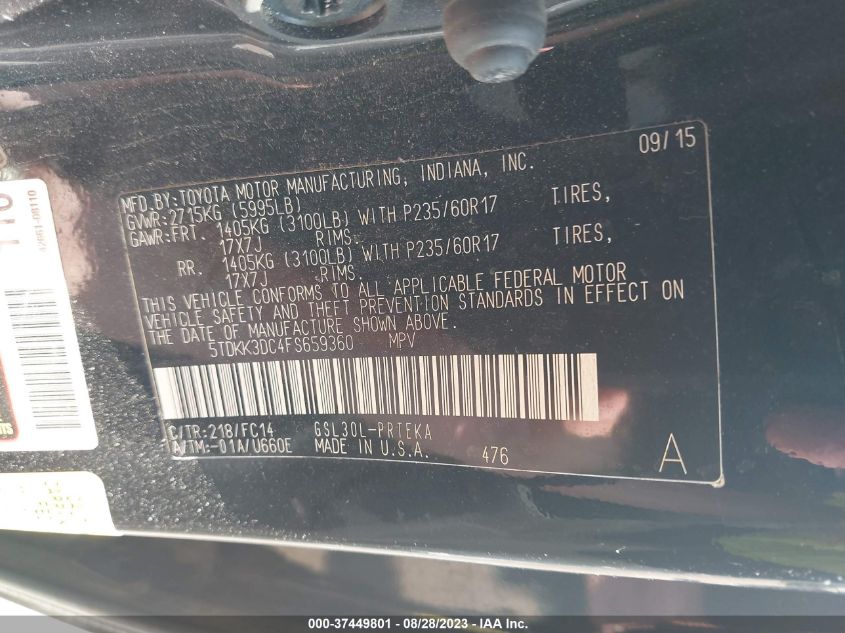 09/15
MFD.BY:TOYOTA MOTOR MANUFACTURING, INDIANA, INC.
GVWR:2715KG (5995LB)
GAWR:FRT. 1405KG (3100LB) WITH P235/60R17 TIRES,
17X7J RIMS.
RR. 1405KG (3100LB) WITH P235/60R17 TIRES,
17X7J RIMS.
THIS VEHICLE CONFORMS TO ALL APPLICABLE FEDERAL MOTOR
VEHICLE SAFETY AND THEFT PREVENTION STANDARDS IN EFFECT ON
THE DATE OF MANUFACTURE SHOWN ABOVE.
5TDKK3DC4FS659360 MPV
C/TR:218/FC14 GSL30L-PRTEKA
A/TM:-01A/U660E MADE IN U.S.A. 476
A
000-37449801 / 08/28/2023 - IAA Inc.